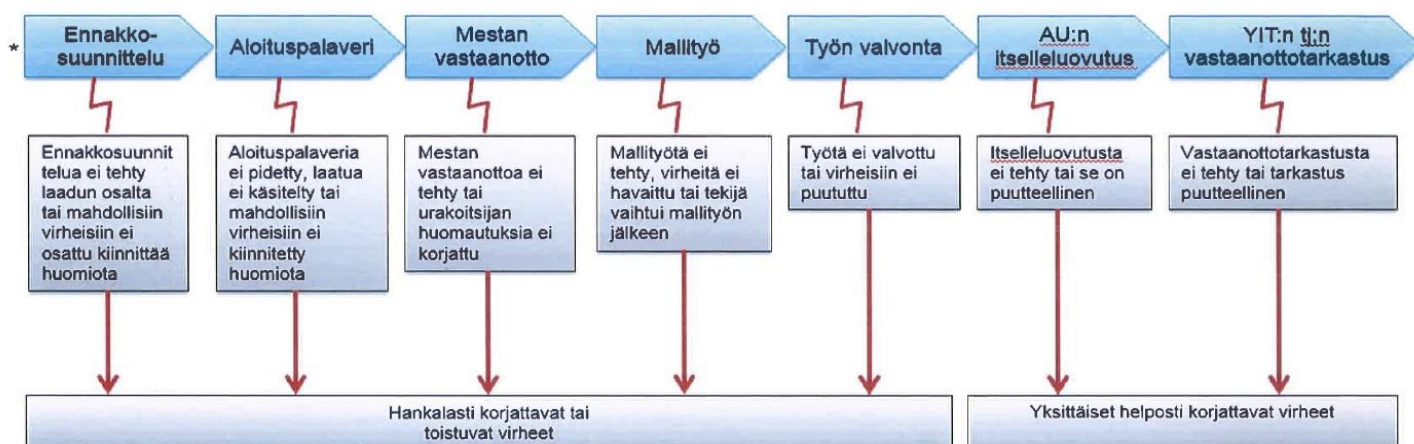 *
Ennakko-
suunnittelu
Aloituspalaveri
Mestan
vastaanotto
Mallityö
Työn valvonta
AU:n
itselleluovutus
YIT:n tj:n
vastaanottotarkastus
Ennakkosuunnit
telua ei tehty
laadun osalta
tai mahdollisiin
virheisiin ei
osattu kiinnittää
huomiota
Aloituspalaveria
ei pidetty, laatua
ei käsitelty tai
mahdollisiin
virheisiin ei
kiinnitetty
huomiota
Mestan
vastaanottoa ei
tehty tai
urakoitsijan
huomautuksia ei
korjattu
Mallityötä ei
tehty, virheitä ei
havaittu tai tekijä
vaihtui mallityön
jälkeen
Työtä ei valvottu
tai virheisiin ei
puututtu
Itselleluovutusta
ei tehty tai se on
puutteellinen
Vastaanottotarkastusta
ei tehty tai tarkastus
puutteellinen
Hankalasti korjattavat tai
toistuvat virheet
Yksittäiset helposti korjattavat virheet